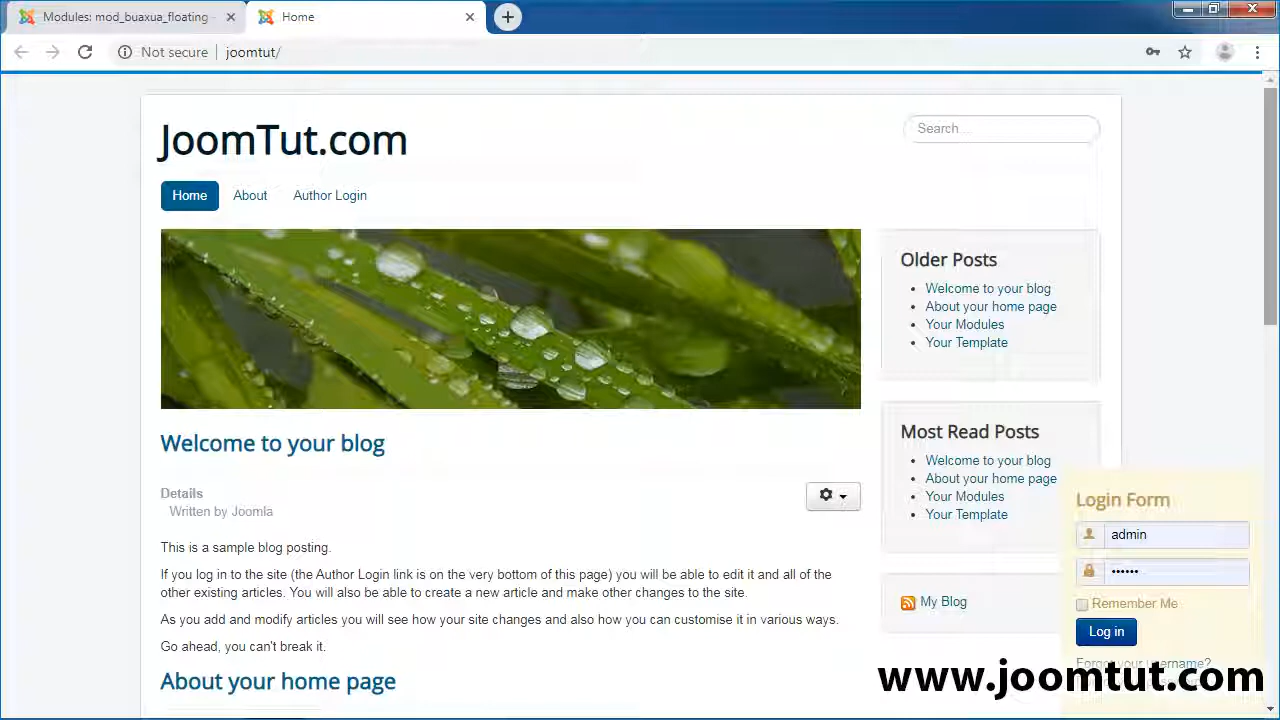 Modules: mod_buaxua_floating
Home
Not secure
joomtut/
JoomTut.com
Search...
Home
About
Author Login
Older Posts
Welcome to your blog
About your home page
Your Modules
Your Template
Welcome to your blog
Most Read Posts
Welcome to your blog
About your home page
Your Modules
Your Template
Details
Written by Joomla
Login Form
admin
••••••
Remember Me
Log in
Forgot your username?
This is a sample blog posting.
If you log in to the site (the Author Login link is on the very bottom of this page) you will be able to edit it and all of the
other existing articles. You will also be able to create a new article and make other changes to the site.
My Blog
As you add and modify articles you will see how your site changes and also how you can customise it in various ways.
Go ahead, you can't break it.
About your home page
www.joomtut.com